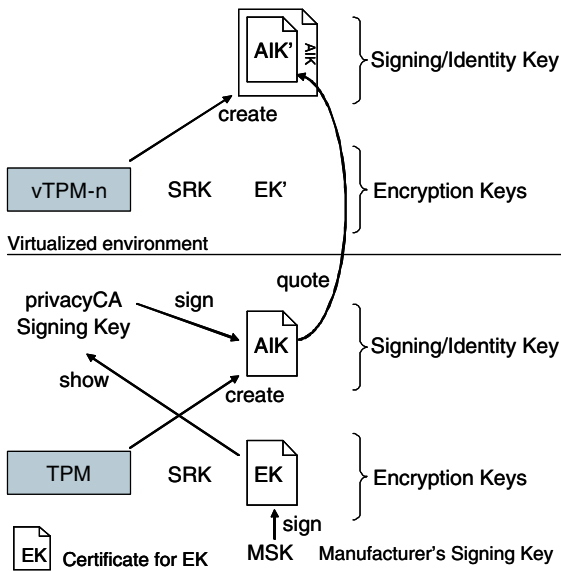 AIK' AIK
Signing/Identity Key
create
vTPM-n
SRK
EK'
Encryption Keys
Virtualized environment
quote
privacyCA
Signing Key
sign
AIK
Signing/Identity Key
show
create
TPM
SRK
EK
Encryption Keys
sign
EK
Certificate for EK
MSK
Manufacturer's Signing Key